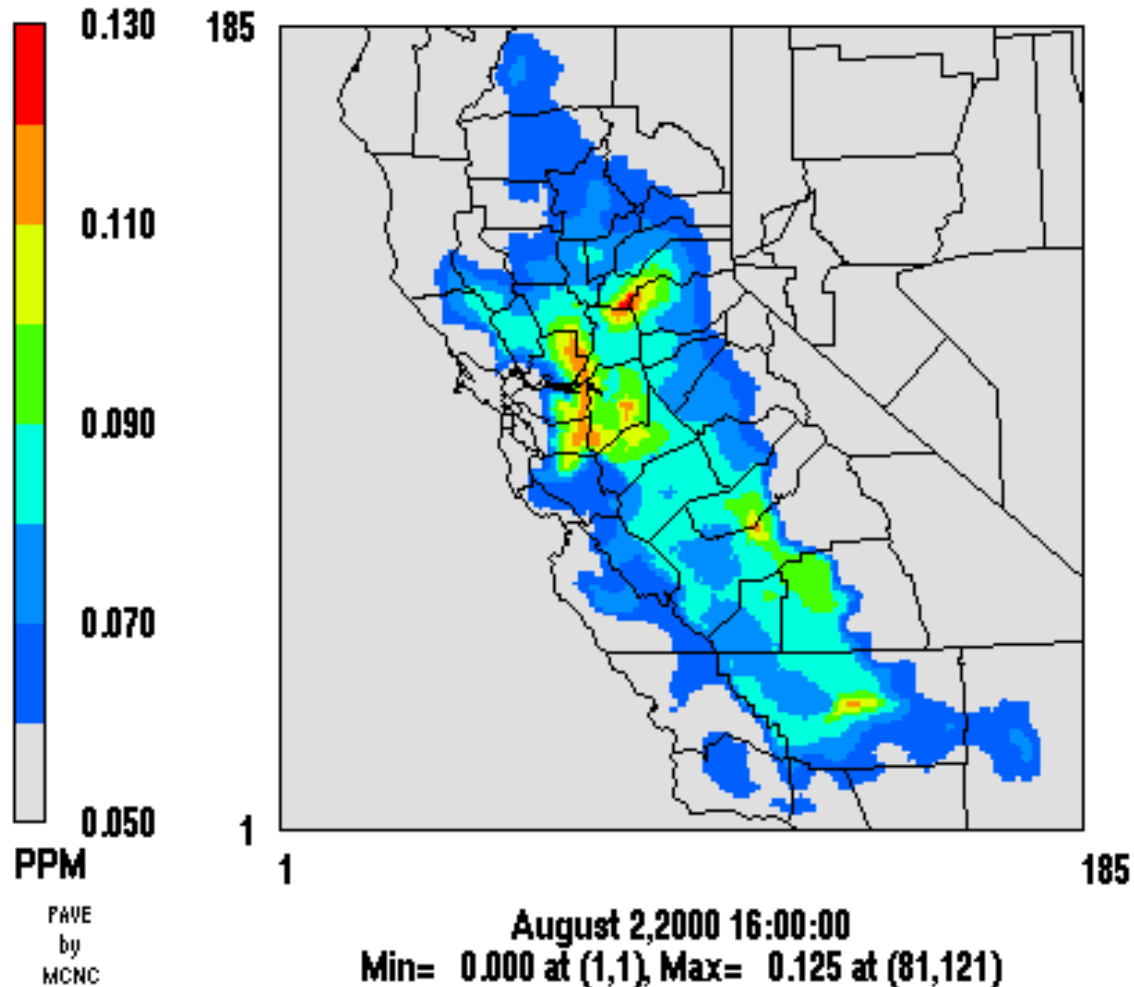 0.130
0.110
0.090
0.070
0.050
PPM
PAVE
by
MCNC
185
1
1
185
August 2,2000 16:00:00
Min= 0.000 at (1,1), Max= 0.125 at (81,121)